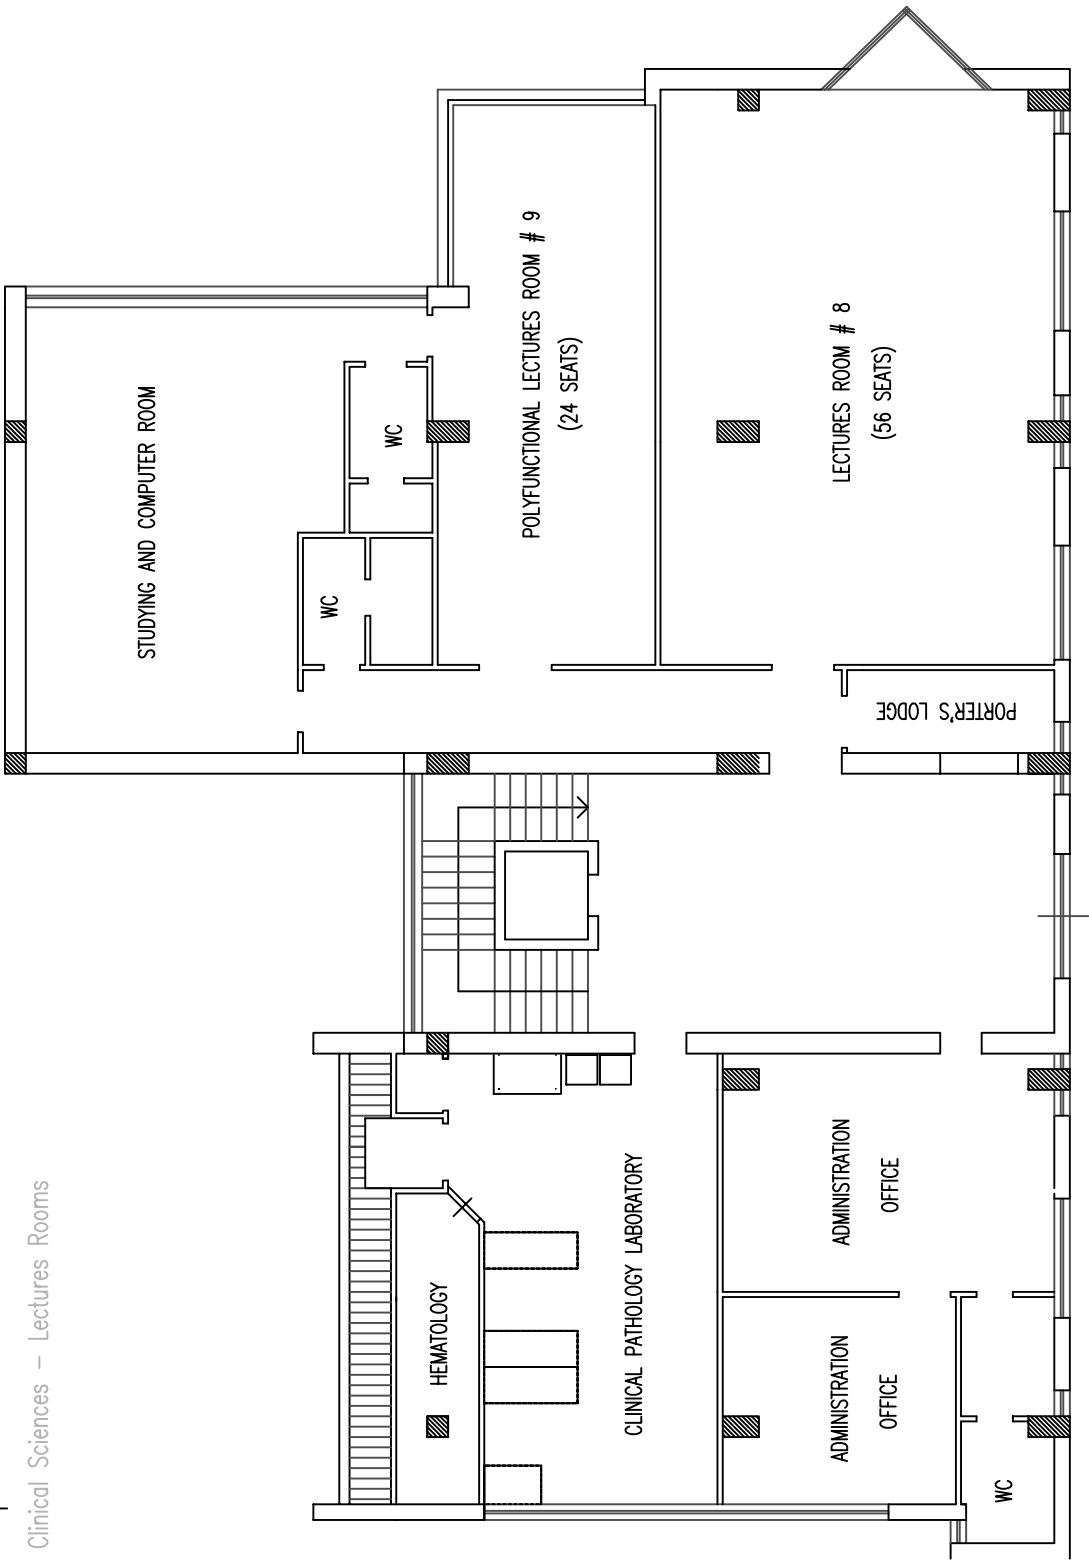 Clinical Sciences – Lectures Rooms
STUDYING AND COMPUTER ROOM
WC
WC
POLYFUNCTIONAL LECTURES ROOM # 9
(24 SEATS)
LECTURES ROOM # 8
(56 SEATS)
PORTER'S LODGE
HEMATOLOGY
CLINICAL PATHOLOGY LABORATORY
ADMINISTRATION
OFFICE
ADMINISTRATION
OFFICE
WC